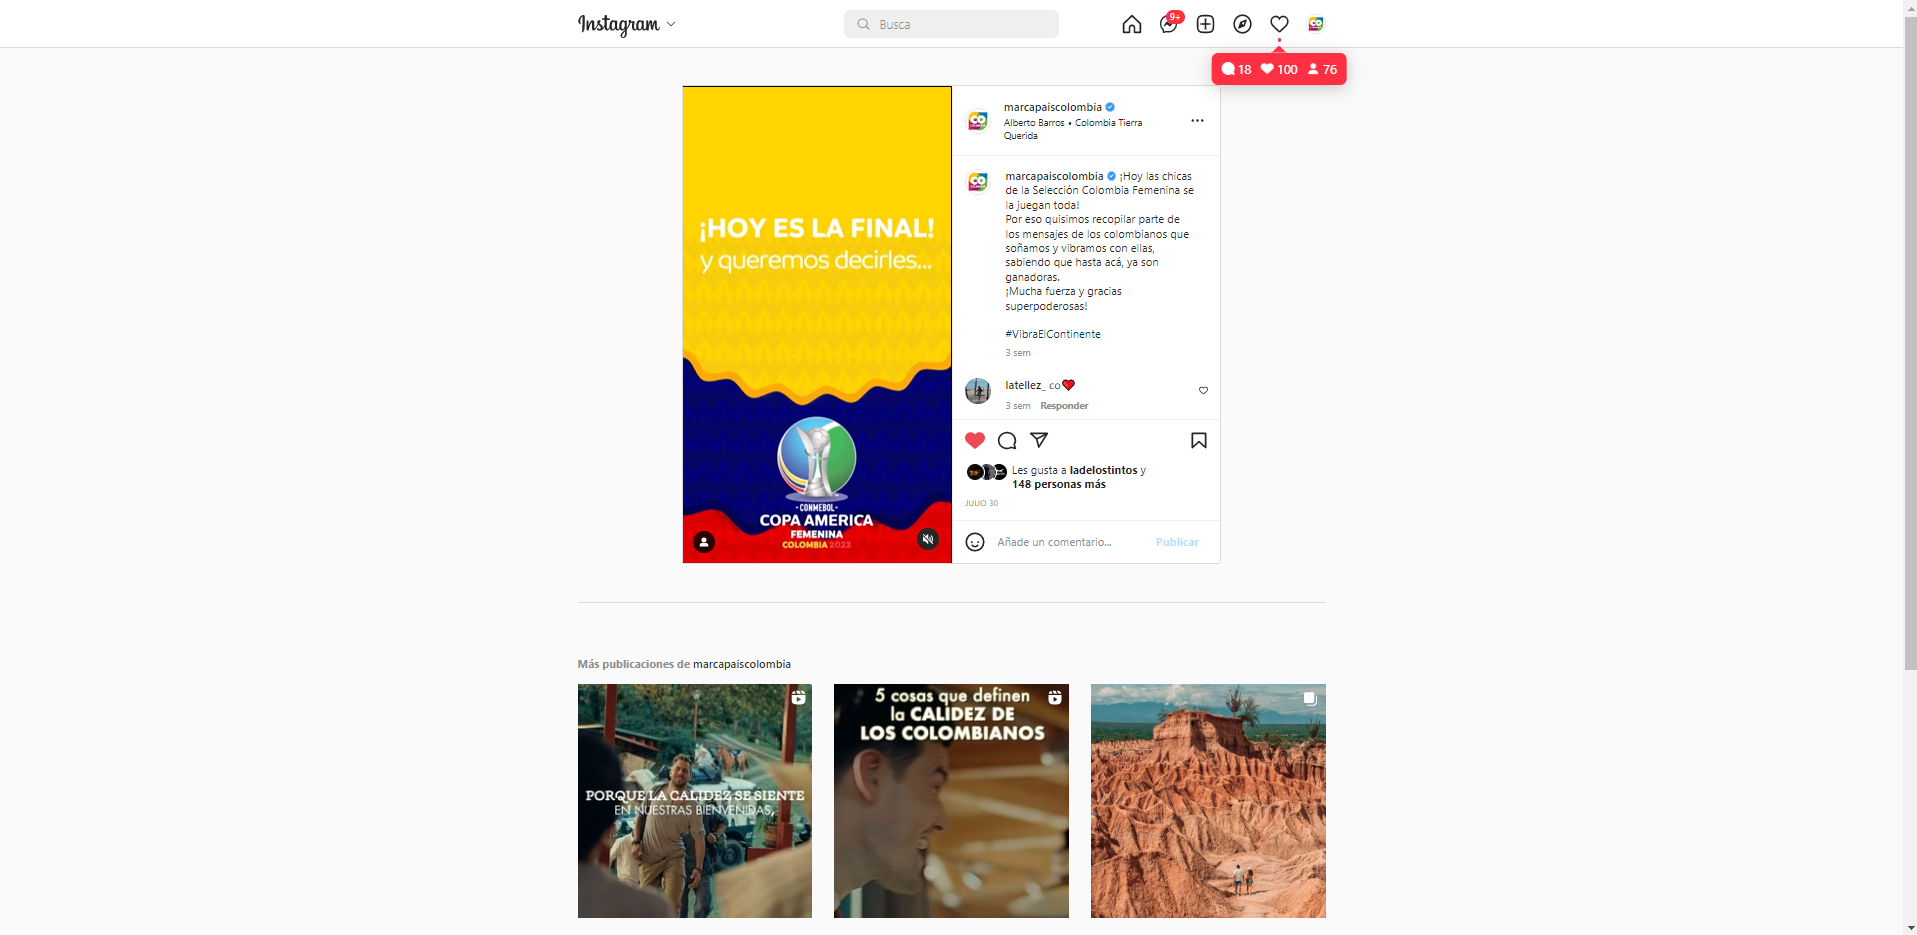 Instagram
Busca
9+
18 100 76
¡HOY ES LA FINAL!
y queremos decirles...
CONMEBOL
COPA AMERICA
FEMENINA
COLOMBIA 2022
marcapaiscolombia
Alberto Barros • Colombia Tierra
Querida
marcapaiscolombia ¡Hoy las chicas
de la Selección Colombia Femenina se
la juegan toda!
Por eso quisimos recopilar parte de
los mensajes de los colombianos que
soñamos y vibramos con ellas,
sabiendo que hasta acá, ya son
ganadoras.
¡Mucha fuerza y gracias
superpoderosas!
#VibraElContinente
3 sem
latellez_ co
3 sem Responder
Les gusta a ladelostintos y
148 personas más
JULIO 30
Añade un comentario...
Publicar
Más publicaciones de marcapaiscolombia
PORQUE LA CALIDEZ SE SIENTE
EN NUESTRAS BIENVENIDAS,
5 cosas que definen
la CALIDEZ DE
LOS COLOMBIANOS